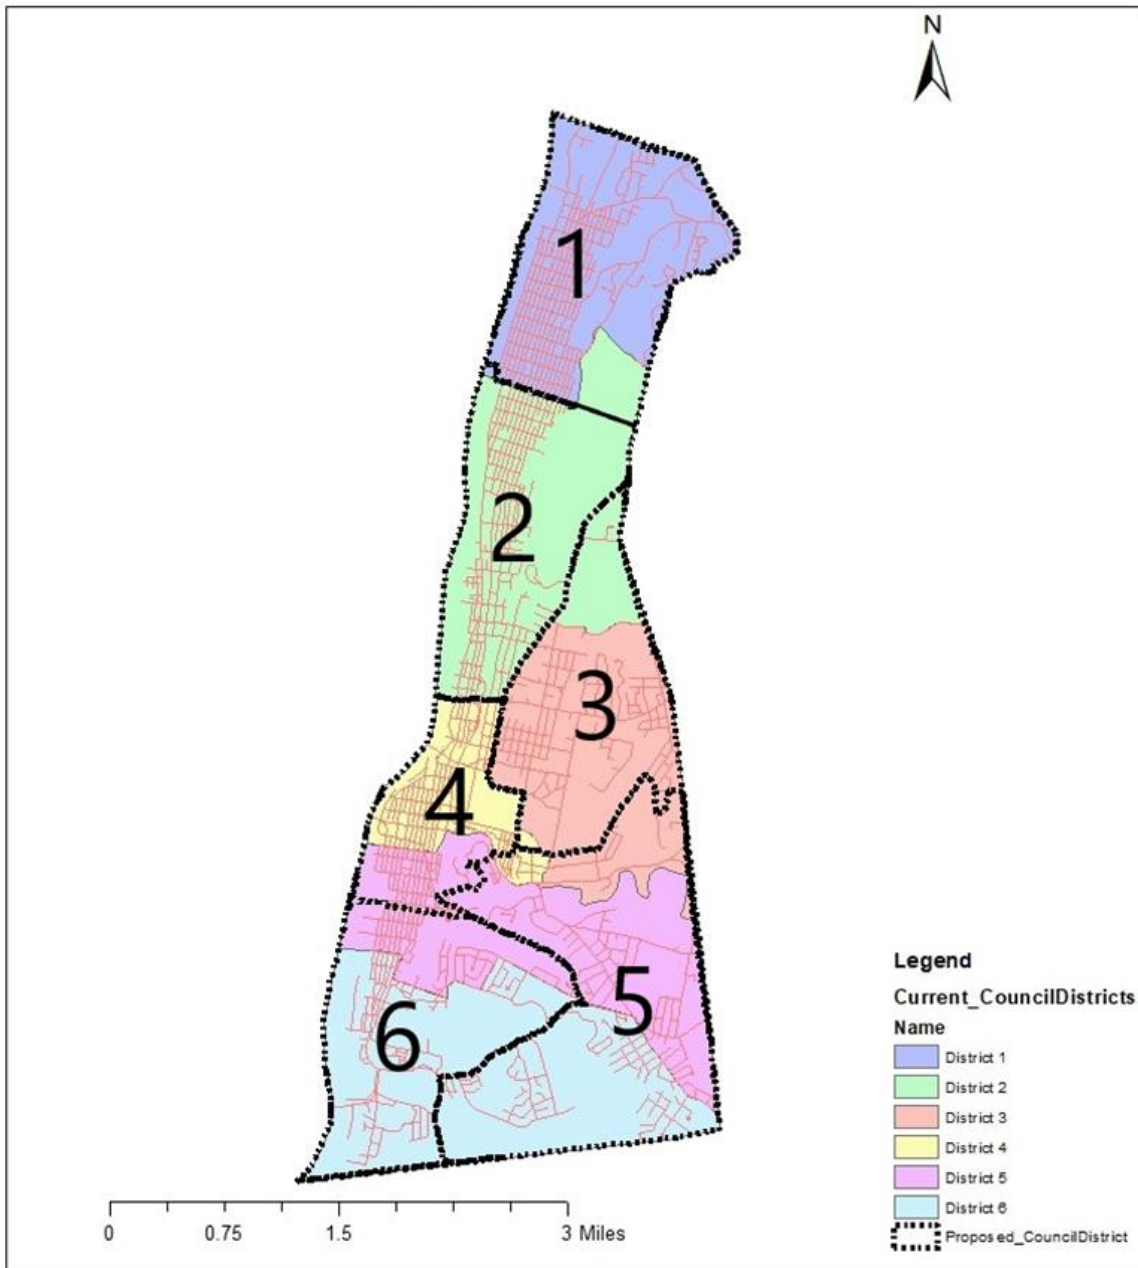 N
1
2
3
4
5
6
Legend
Current_CouncilDistricts
Name
District 1
District 2
District 3
District 4
District 5
District 6
Proposed_CouncilDistrict
0 0.75 1.5 3 Miles